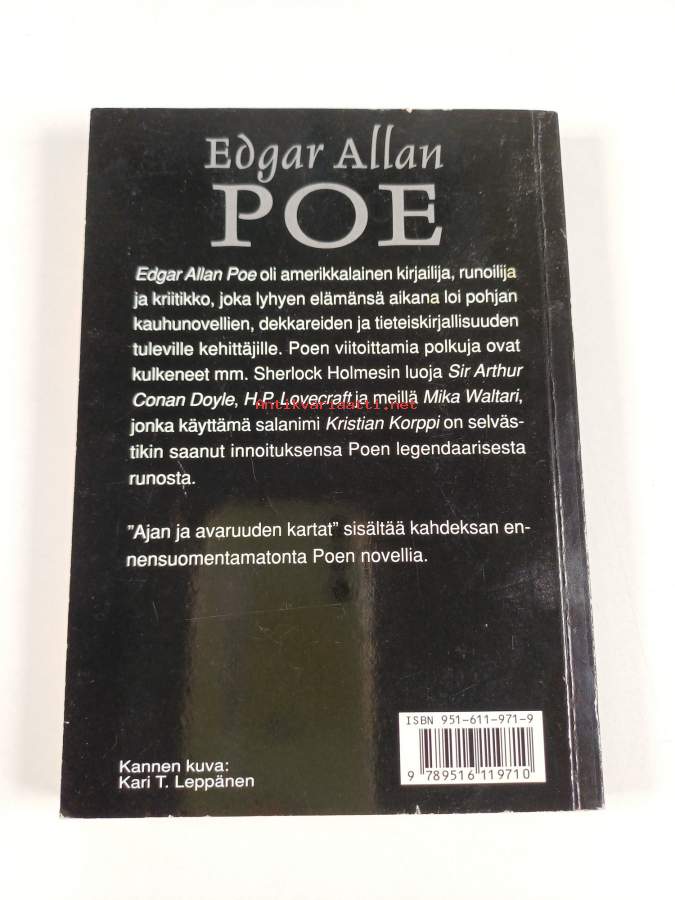 Edgar Allan
POE
Edgar Allan Poe oli amerikkalainen kirjailija, runoilija
ja kriitikko, joka lyhyen elämänsä aikana loi pohjan
kauhunovellien, dekkareiden ja tieteiskirjallisuuden
tuleville kehittäjille. Poen viitoittamia polkuja ovat
kulkeneet mm. Sherlock Holmesin luoja Sir Arthur
Conan Doyle, H.P. Lovecraft ja meillä Mika Waltari,
Antikvariaatti.net
jonka käyttämä salanimi Kristian Korppi on selväs-
tikin saanut innoituksensa Poen legendaarisesta
runosta.
"Ajan ja avaruuden kartat" sisältää kahdeksan en-
nensuomentamatonta Poen novellia.
ISBN 951-611-971-9
9 789516 119710
Kannen kuva:
Kari T. Leppänen